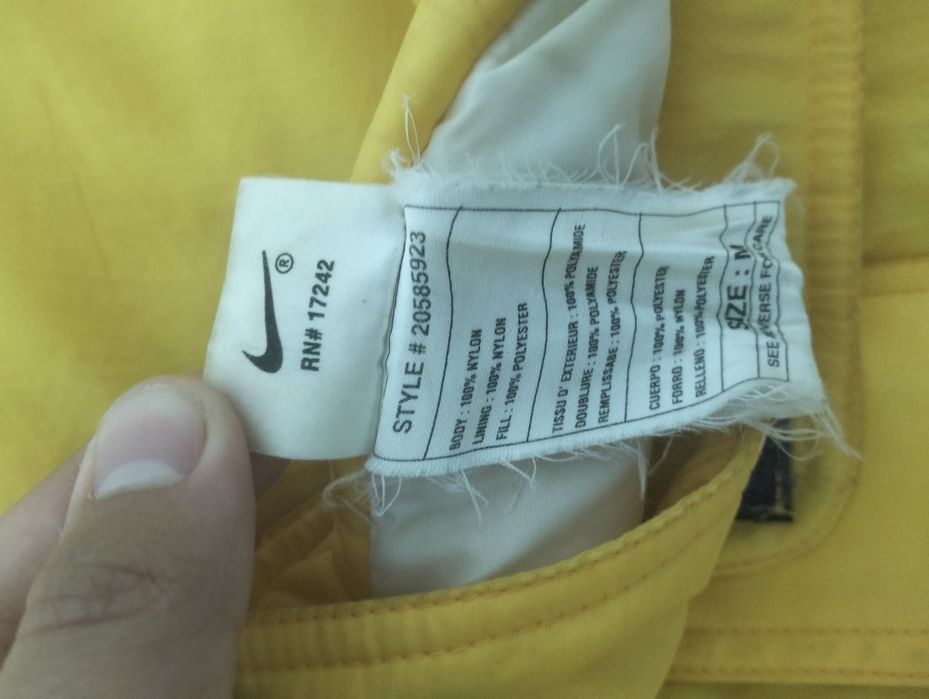 ®
RN# 17242
STYLE # 20585923
BODY : 100% NYLON
LINING : 100% NYLON
FILL : 100% POLYESTER
TISSU D' EXTERIEUR : 100% POLYAMIDE
DOUBLURE : 100% POLYAMIDE
REMPLISSABE : 100% POLYESTER
CUERPO : 100% POLYESTER
FORRO : 100% NYLON
RELLENO : 100% POLYESTER
SIZE : M
SEE REVERSE FOR CARE